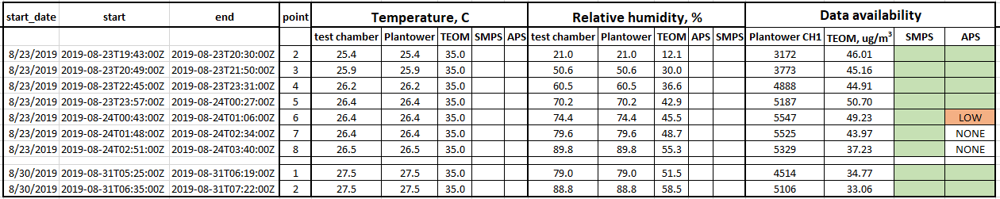 start_date start end point Temperature, C Relative humidity, % Data availability
test chamber Plantower TEOM SMPS APS test chamber Plantower TEOM APS SMPS Plantower CH1 TEOM, ug/m³ SMPS APS
8/23/2019 2019-08-23T19:43:00Z 2019-08-23T20:30:00Z 2 25.4 25.4 35.0 21.0 21.0 12.1 3172 46.01
8/23/2019 2019-08-23T20:49:00Z 2019-08-23T21:50:00Z 3 25.9 25.9 35.0 50.6 50.6 30.0 3773 45.16
8/23/2019 2019-08-23T22:45:00Z 2019-08-23T23:31:00Z 4 26.2 26.2 35.0 60.5 60.5 36.6 4888 44.91
8/23/2019 2019-08-23T23:57:00Z 2019-08-24T00:27:00Z 5 26.4 26.4 35.0 70.2 70.2 42.9 5187 50.70
8/23/2019 2019-08-24T00:43:00Z 2019-08-24T01:06:00Z 6 26.4 26.4 35.0 74.4 74.4 45.5 5547 49.23 LOW
8/23/2019 2019-08-24T01:48:00Z 2019-08-24T02:34:00Z 7 26.4 26.4 35.0 79.6 79.6 48.7 5525 43.97 NONE
8/23/2019 2019-08-24T02:51:00Z 2019-08-24T03:40:00Z 8 26.5 26.5 35.0 89.8 89.8 55.3 5329 37.23 NONE
8/30/2019 2019-08-31T05:25:00Z 2019-08-31T06:19:00Z 1 27.5 27.5 35.0 79.0 79.0 51.5 4514 34.77
8/30/2019 2019-08-31T06:35:00Z 2019-08-31T07:22:00Z 2 27.5 27.5 35.0 88.8 88.8 58.5 5106 33.06